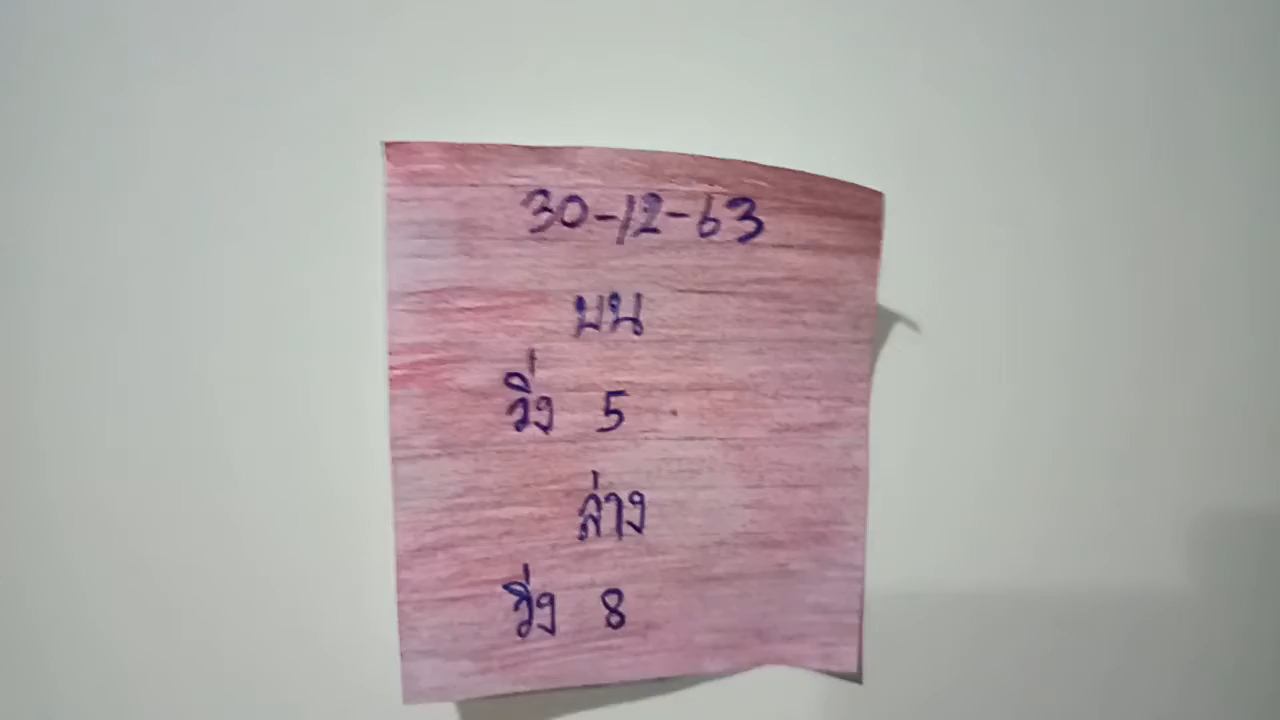 30-12-63
บน
วิ่ง 5
ล่าง
วิ่ง 8